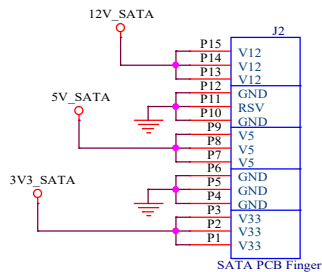 J2
12V_SATA
P15 V12
P14 V12
P13 V12
P12 GND
P11 RSV
P10 GND
5V_SATA
P9 V5
P8 V5
P7 V5
P6 GND
P5 GND
P4 GND
3V3_SATA
P3 V33
P2 V33
P1 V33
SATA PCB Finger